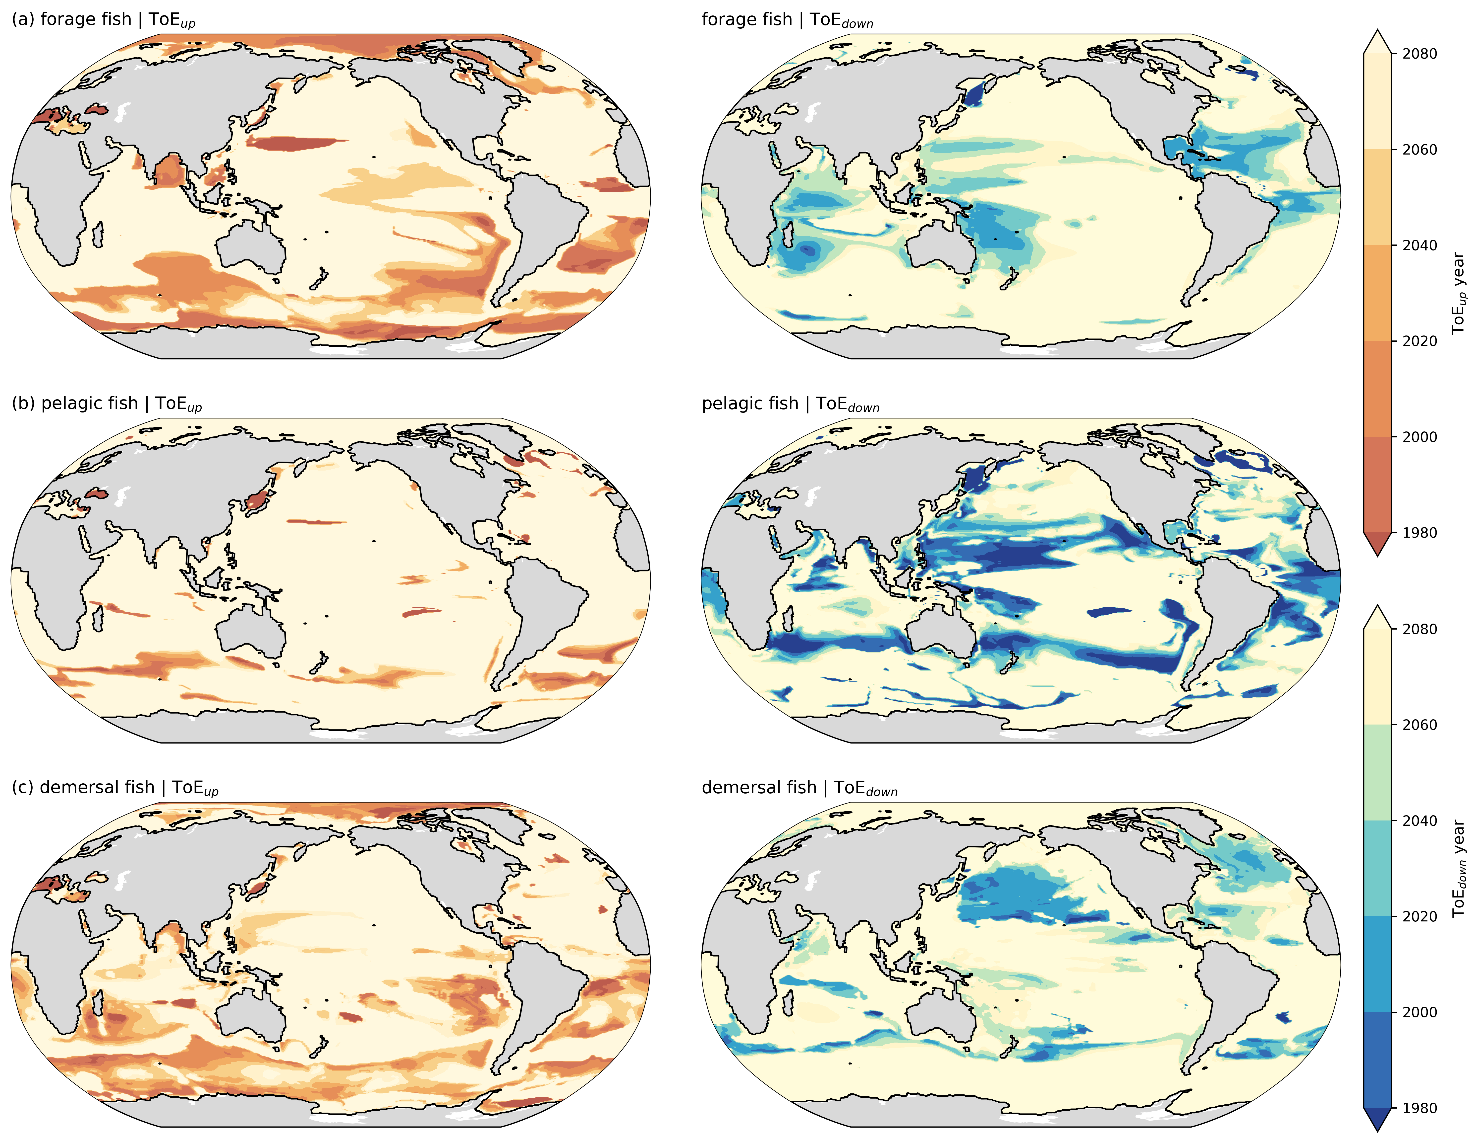 (a) forage fish | ToEup
forage fish | ToEdown
2080
2060
2040
2020
2000
1980
ToEup year
(b) pelagic fish | ToEup
pelagic fish | ToEdown
2080
2060
2040
2020
2000
1980
ToEdown year
(c) demersal fish | ToEup
demersal fish | ToEdown